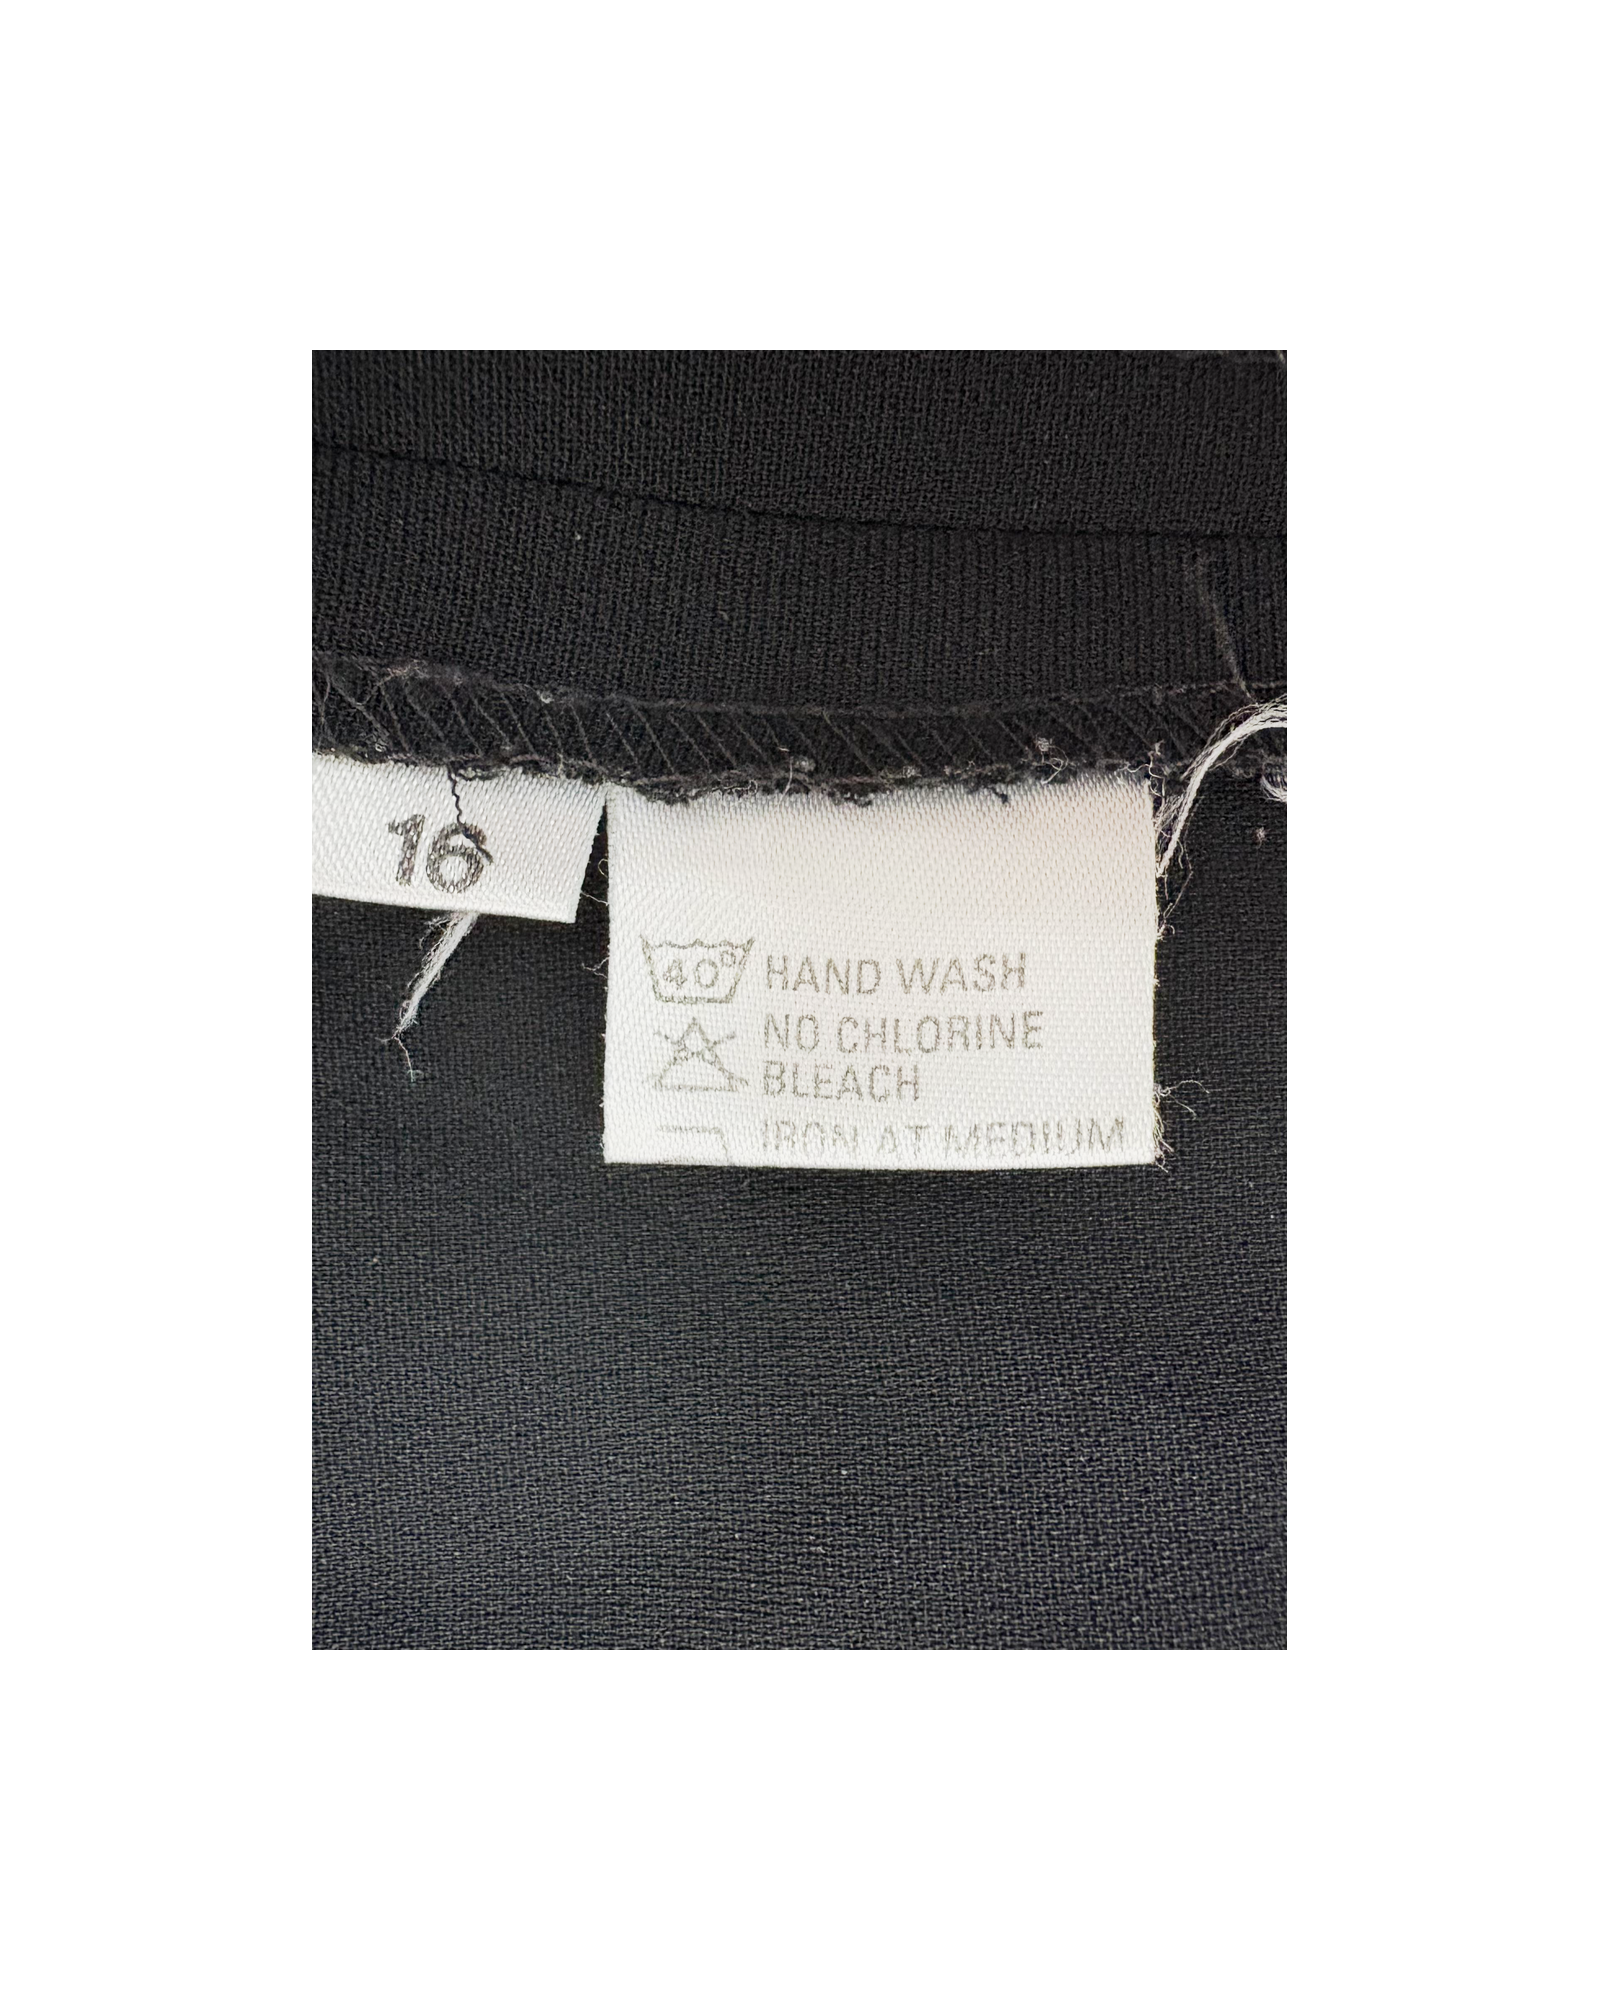 16
40° HAND WASH
NO CHLORINE
BLEACH
IRON AT MEDIUM